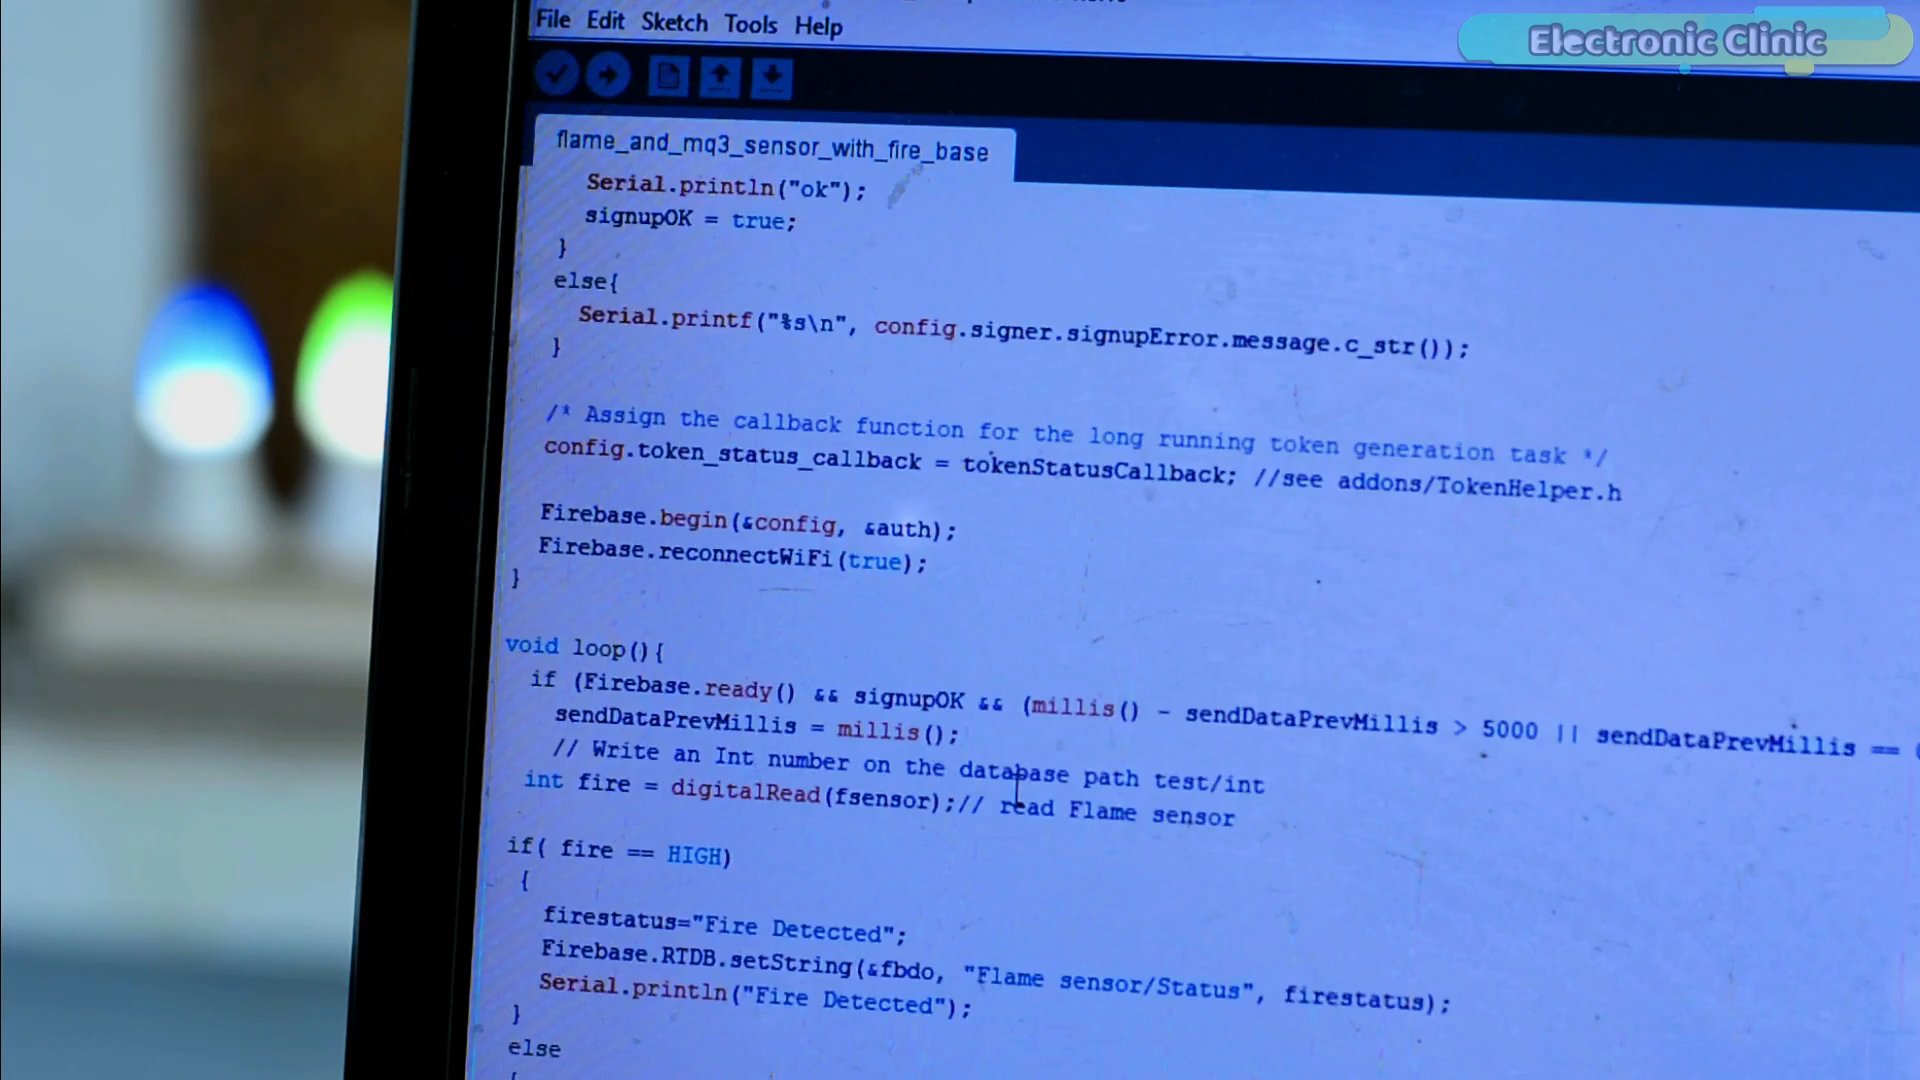 Electronic Clinic
File Edit Sketch Tools Help
flame_and_mq3_sensor_with_fire_base
Serial.println("ok");
signupOK = true;
}
else{
Serial.printf("%s\n", config.signer.signupError.message.c_str());
}
/* Assign the callback function for the long running token generation task */
config.token_status_callback = tokenStatusCallback; //see addons/TokenHelper.h
Firebase.begin(&config, &auth);
Firebase.reconnectWiFi(true);
}
void loop(){
if (Firebase.ready() && signupOK && (millis() - sendDataPrevMillis > 5000 || sendDataPrevMillis ==
sendDataPrevMillis = millis();
// Write an Int number on the database path test/int
int fire = digitalRead(fsensor);// read Flame sensor
if( fire == HIGH)
{
firestatus="Fire Detected";
Firebase.RTDB.setString(&fbdo, "Flame sensor/Status", firestatus);
Serial.println("Fire Detected");
}
else